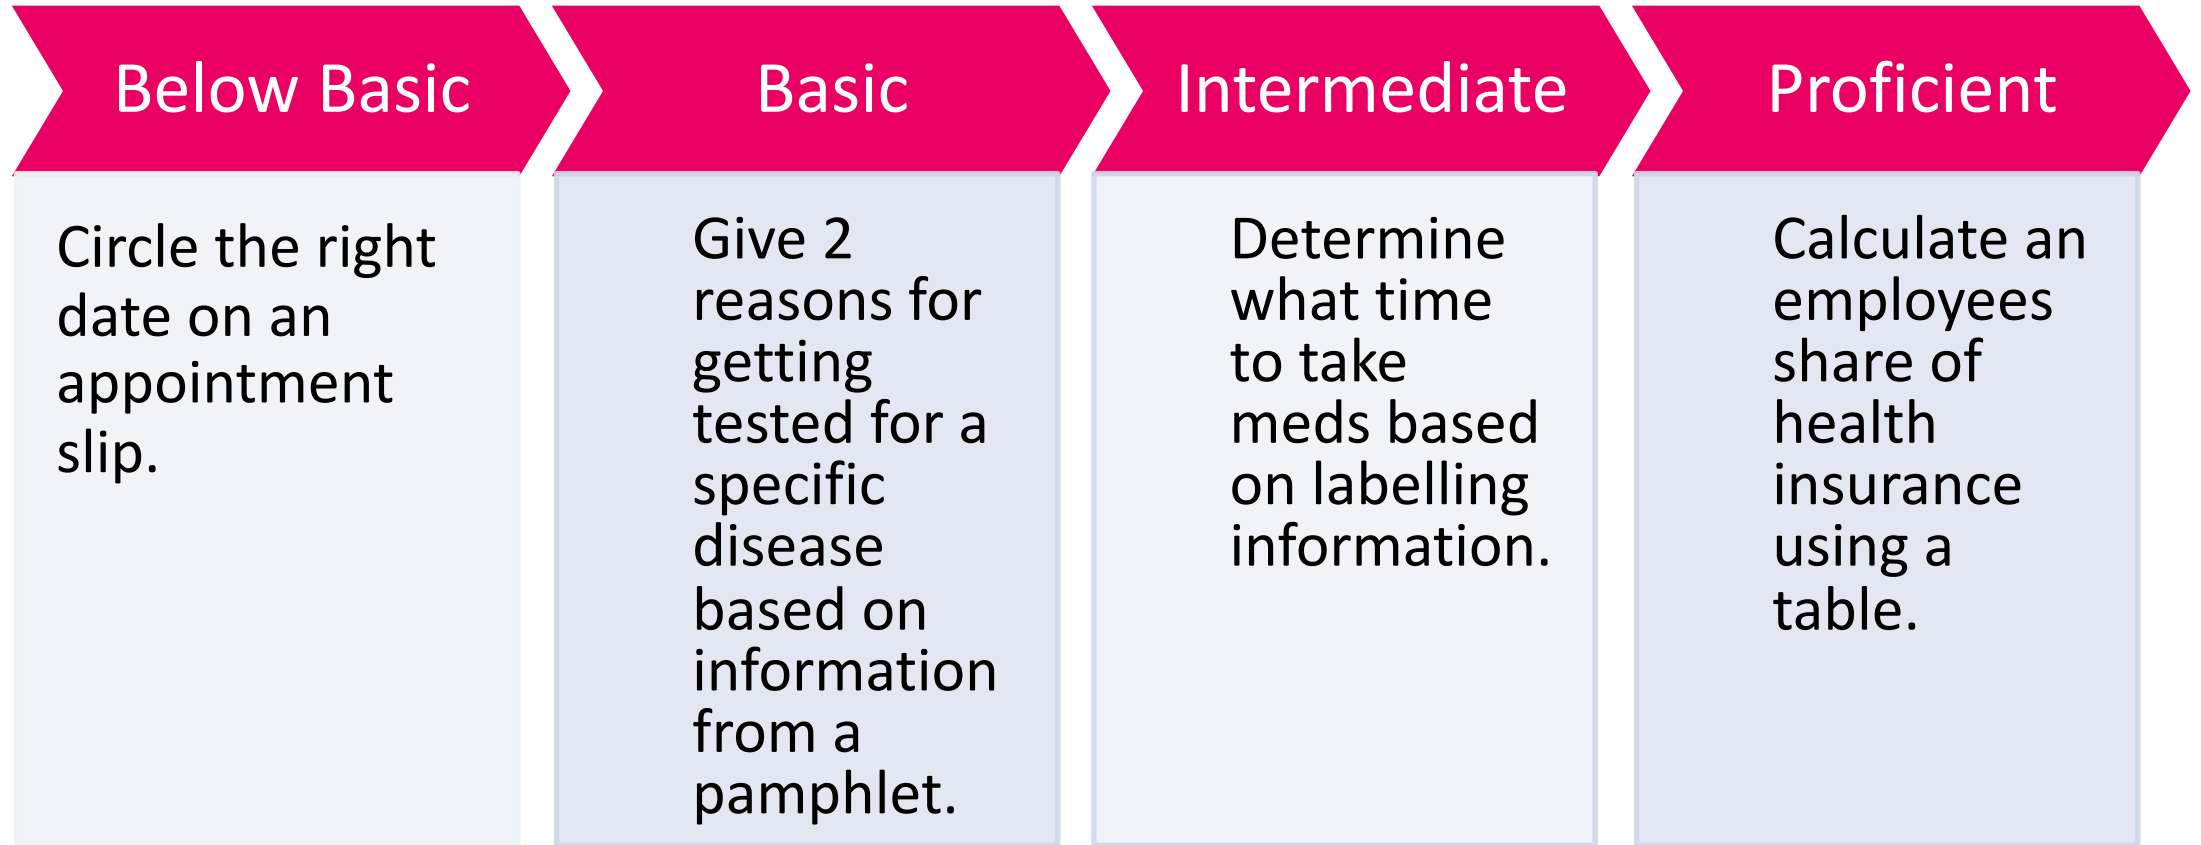 Below Basic
Circle the right
date on an
appointment
slip.
Basic
Give 2
reasons for
getting
tested for a
specific
disease
based on
information
from a
pamphlet.
Intermediate
Determine
what time
to take
meds based
on labelling
information.
Proficient
Calculate an
employees
share of
health
insurance
using a
table.